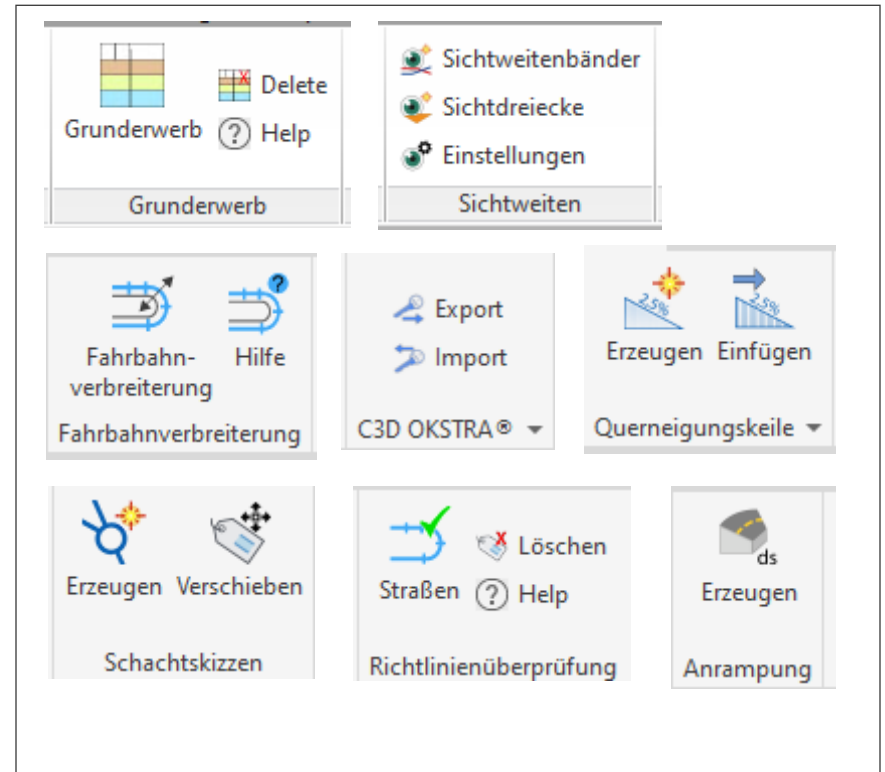 Grunderwerb
Delete
Help
Grunderwerb
Sichtweitenbänder
Sichtdreiecke
Einstellungen
Sichtweiten
Fahrbahn-
verbreiterung
Hilfe
Fahrbahnverbreiterung
Export
Import
C3D OKSTRA®
2,5%
Erzeugen
2,5%
Einfügen
Querneigungskeile
Erzeugen
Verschieben
Schachtskizzen
Straßen
Löschen
Help
Richtlinienüberprüfung
ds
Erzeugen
Anrampung